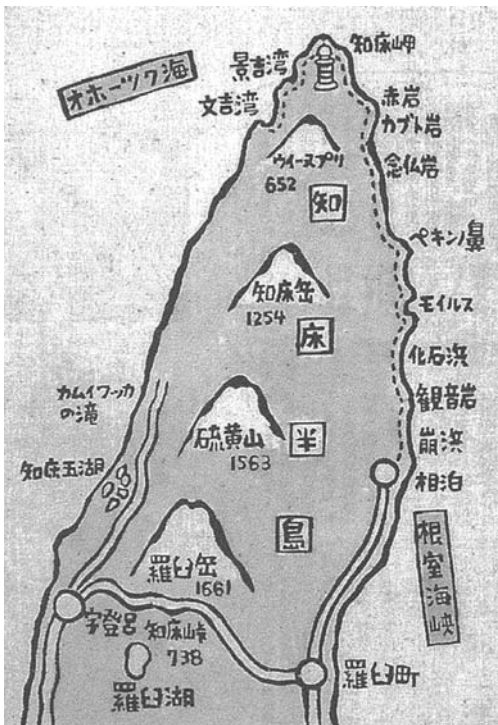 知床岬
景吉湾
オホーツク海
文吉湾
赤岩
カブト岩
念仏岩
ウイーヌプリ
652
知
ペキンノ鼻
知床岳
1254
モイルス
床
化石浜
カムイワッカ
の滝
観音岩
硫黄山
1563
半
崩浜
知床五湖
相泊
島
羅臼岳
1661
根室海峡
宇登呂
知床峠
738
羅臼湖
羅臼町